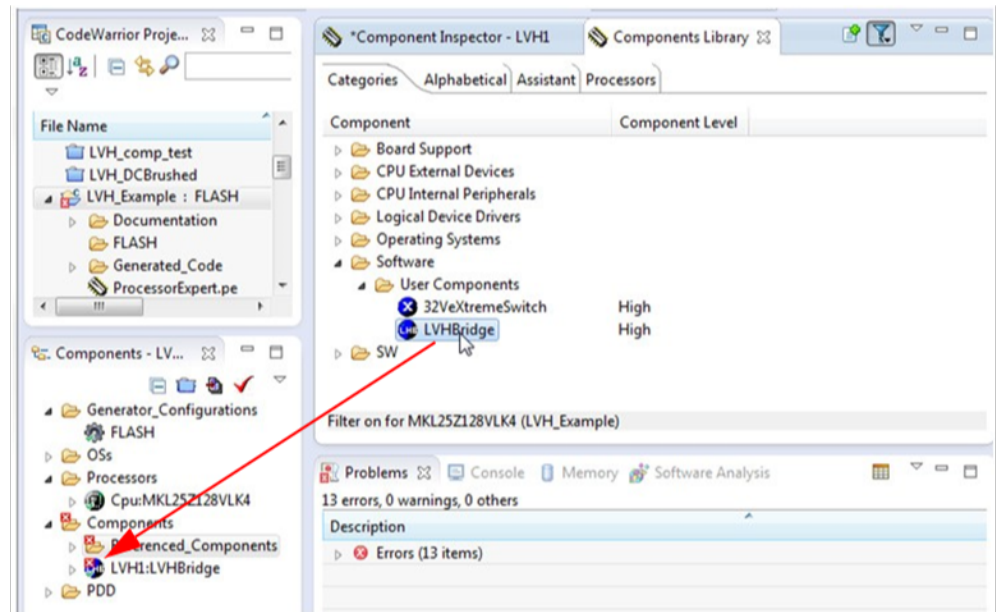 CodeWarrior Proje...
File Name
LVH_comp_test
LVH_DCBrushed
LVH_Example : FLASH
Documentation
FLASH
Generated_Code
ProcessorExpert.pe
Components - LV...
Generator_Configurations
FLASH
OSs
Processors
Cpu:MKL25Z128VLK4
Components
Referenced_Components
LVH1:LVHBridge
PDD
*Component Inspector - LVH1 Components Library
Categories Alphabetical Assistant Processors
Component Component Level
Board Support
CPU External Devices
CPU Internal Peripherals
Logical Device Drivers
Operating Systems
Software
User Components
32VeXtremeSwitch High
LVHBridge High
SW
Filter on for MKL25Z128VLK4 (LVH_Example)
Problems Console Memory Software Analysis
13 errors, 0 warnings, 0 others
Description
Errors (13 items)